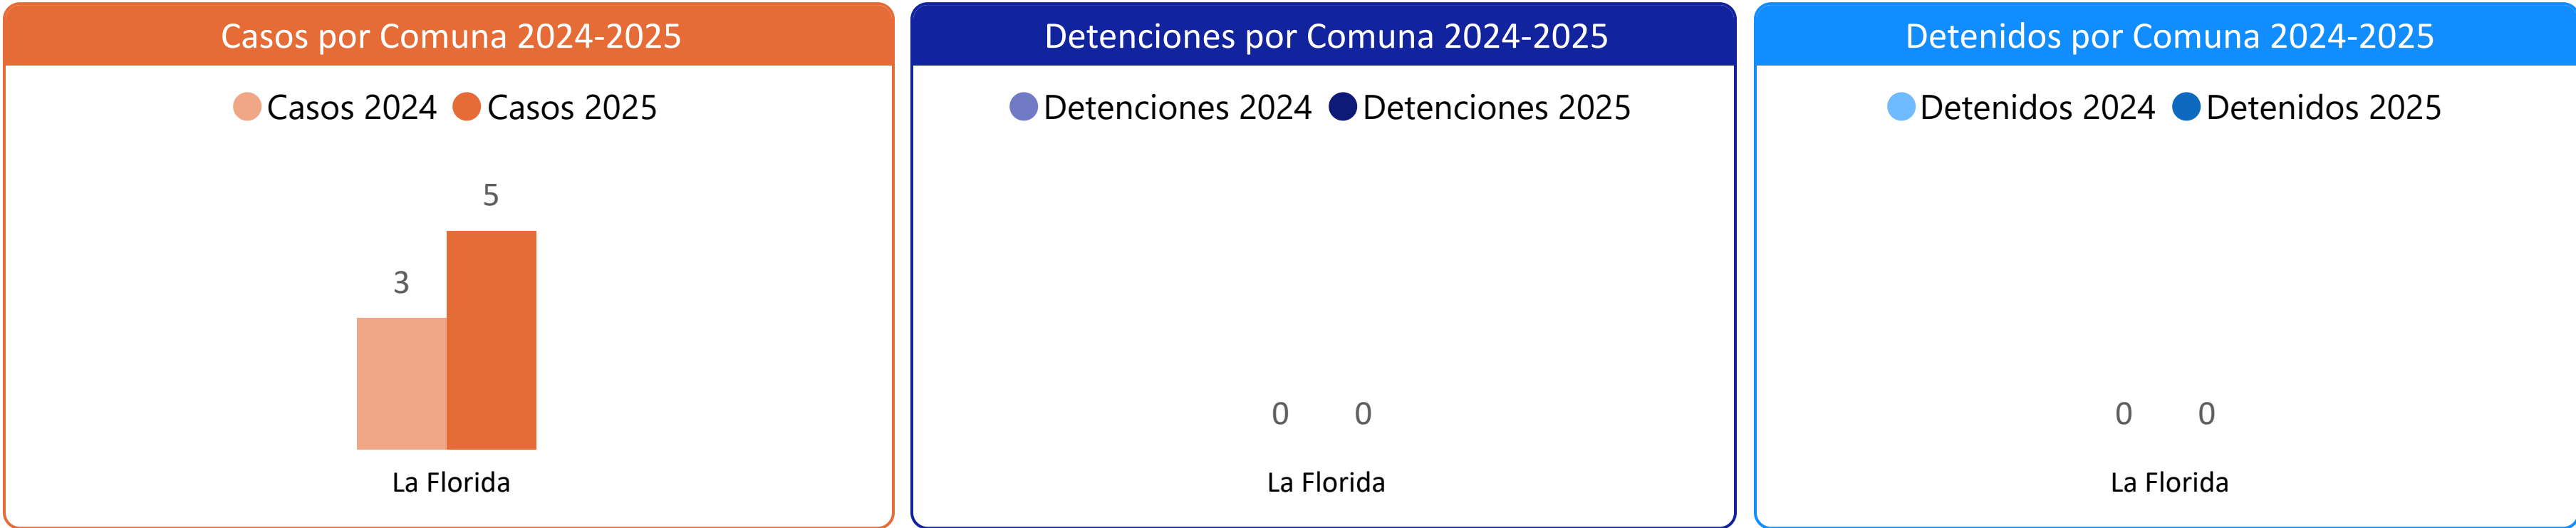 Casos por Comuna 2024-2025
Casos 2024 Casos 2025
5
3
La Florida
Detenciones por Comuna 2024-2025
Detenciones 2024 Detenciones 2025
0 0
La Florida
Detenidos por Comuna 2024-2025
Detenidos 2024 Detenidos 2025
0 0
La Florida